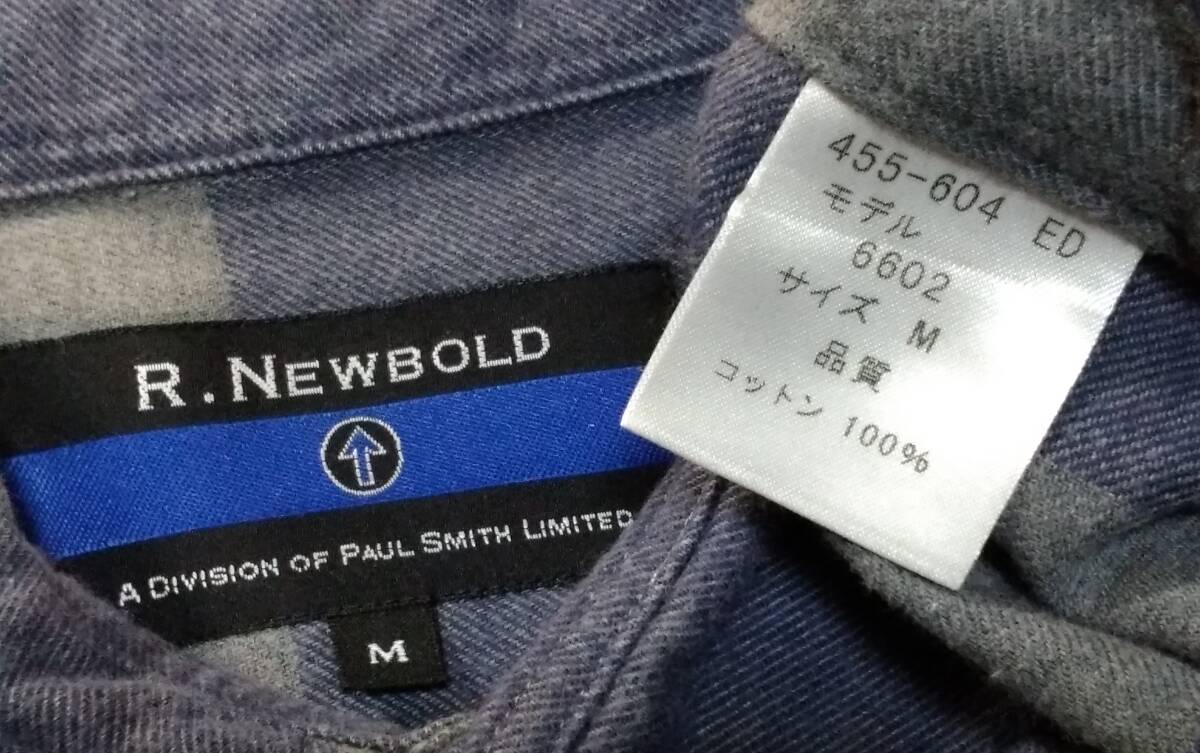 R. NEWBOLD
A DIVISION OF PAUL SMITH LIMITED
M
455-604 ED
モデル
6602
サイズ M
品質
コットン 100%